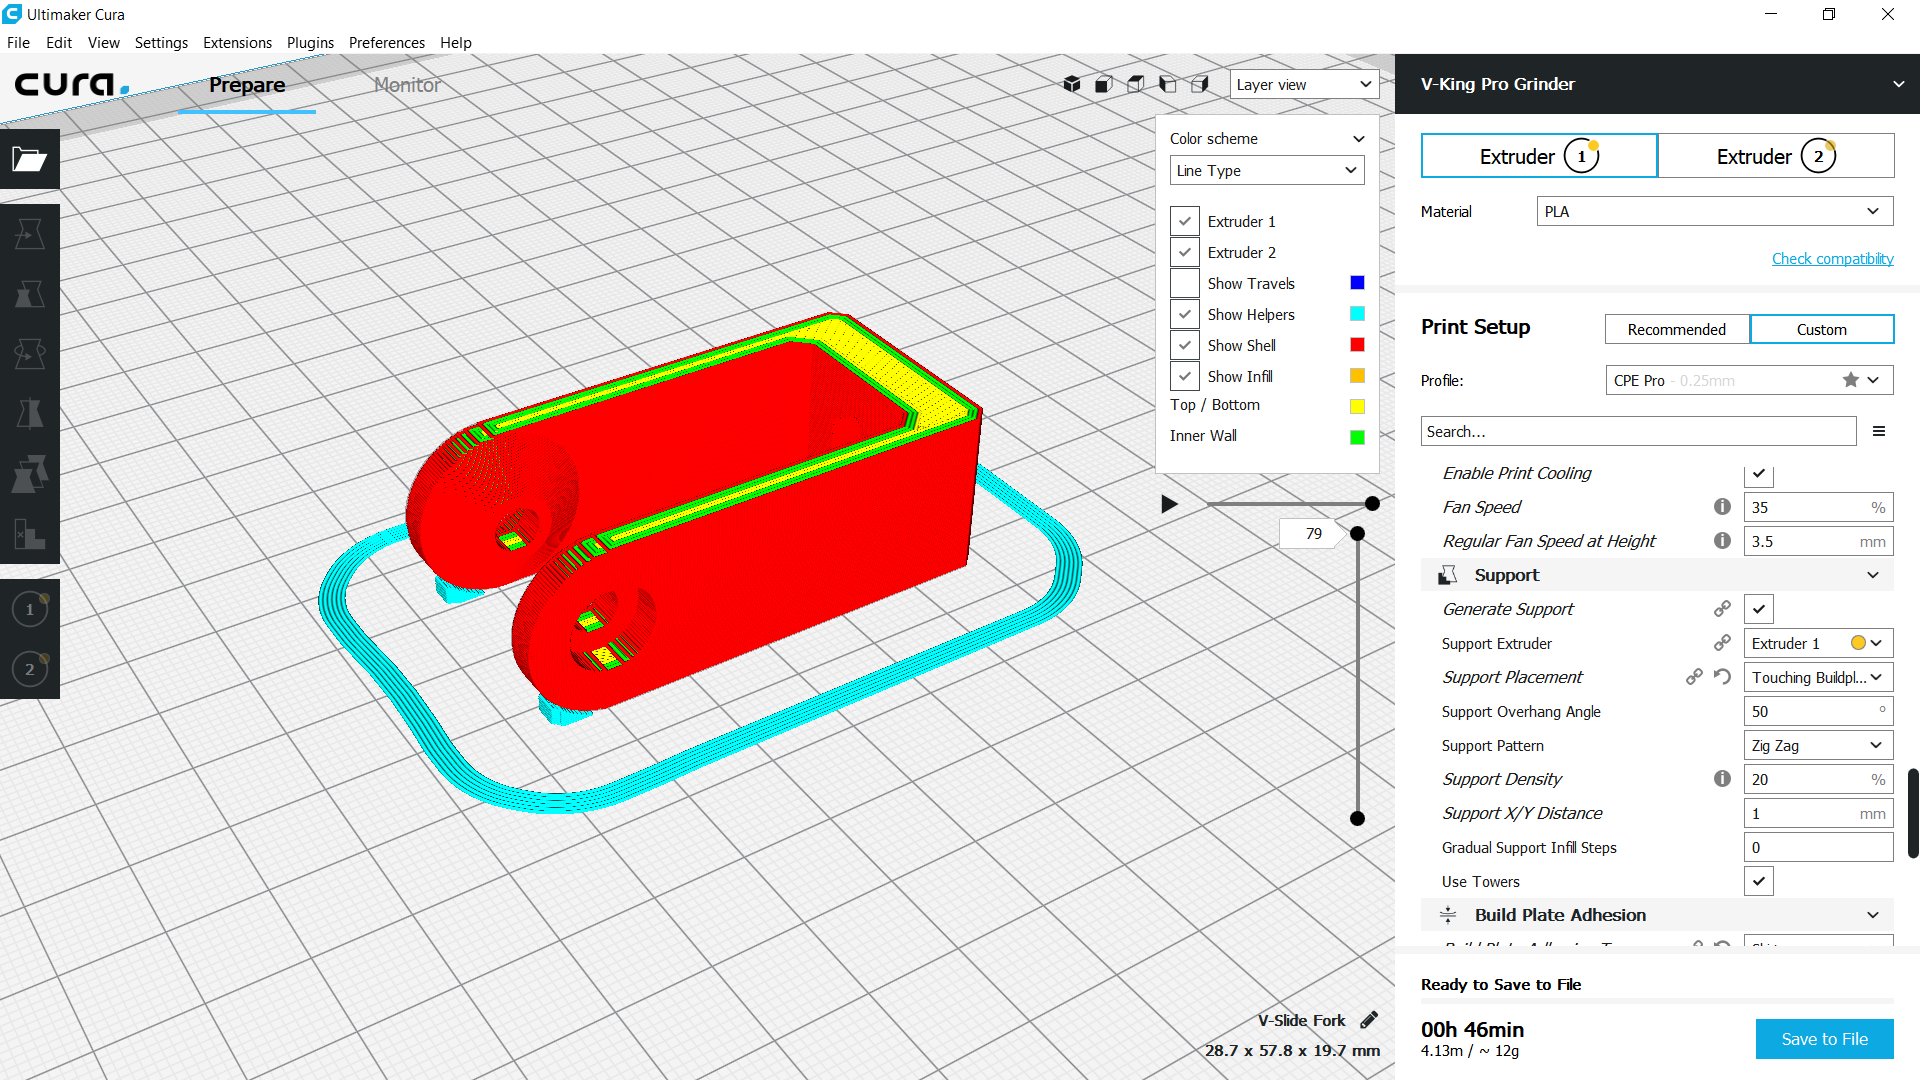 Ultimaker Cura
File Edit View Settings Extensions Plugins Preferences Help
cura. Prepare Monitor
Layer view
V-King Pro Grinder
Color scheme
Line Type
Extruder 1
Extruder 2
Show Travels
Show Helpers
Show Shell
Show Infill
Top / Bottom
Inner Wall
79
1
2
V-Slide Fork
28.7 x 57.8 x 19.7 mm
Extruder 1 Extruder 2
Material PLA
Check compatibility
Print Setup Recommended Custom
Profile: CPE Pro - 0.25mm
Search...
Enable Print Cooling
Fan Speed 35 %
Regular Fan Speed at Height 3.5 mm
Support
Generate Support
Support Extruder Extruder 1
Support Placement Touching Buildpl...
Support Overhang Angle 50 °
Support Pattern Zig Zag
Support Density 20 %
Support X/Y Distance 1 mm
Gradual Support Infill Steps 0
Use Towers
Build Plate Adhesion
Ready to Save to File
00h 46min
4.13m / ~ 12g
Save to File